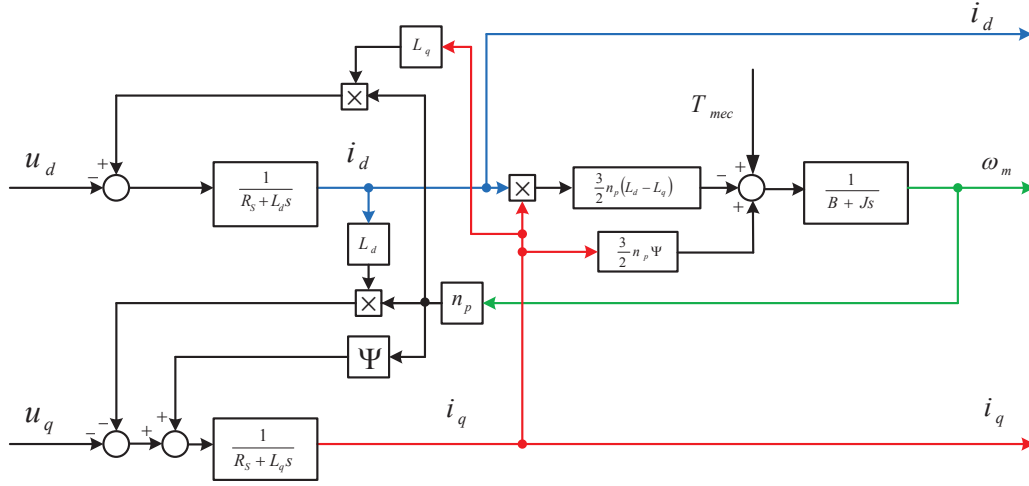 i_d
L_q
×
T_mec
u_d
i_d
ω_m
−
+
1/(R_S + L_d s)
×
3/2 n_p (L_d − L_q)
−
+
+
1/(B + Js)
L_d
3/2 n_p Ψ
×
n_p
Ψ
u_q
i_q
i_q
−
−
+
+
1/(R_S + L_q s)